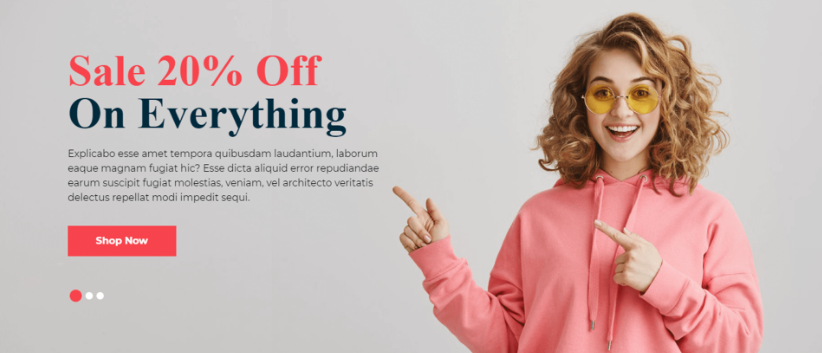 Sale 20% Off
On Everything
Explicabo esse amet tempora quibusdam laudantium, laborum
eaque magnam fugiat hic? Esse dicta aliquid error repudiandae
earum suscipit fugiat molestias, veniam, vel architecto veritatis
delectus repellat modi impedit sequi.
Shop Now